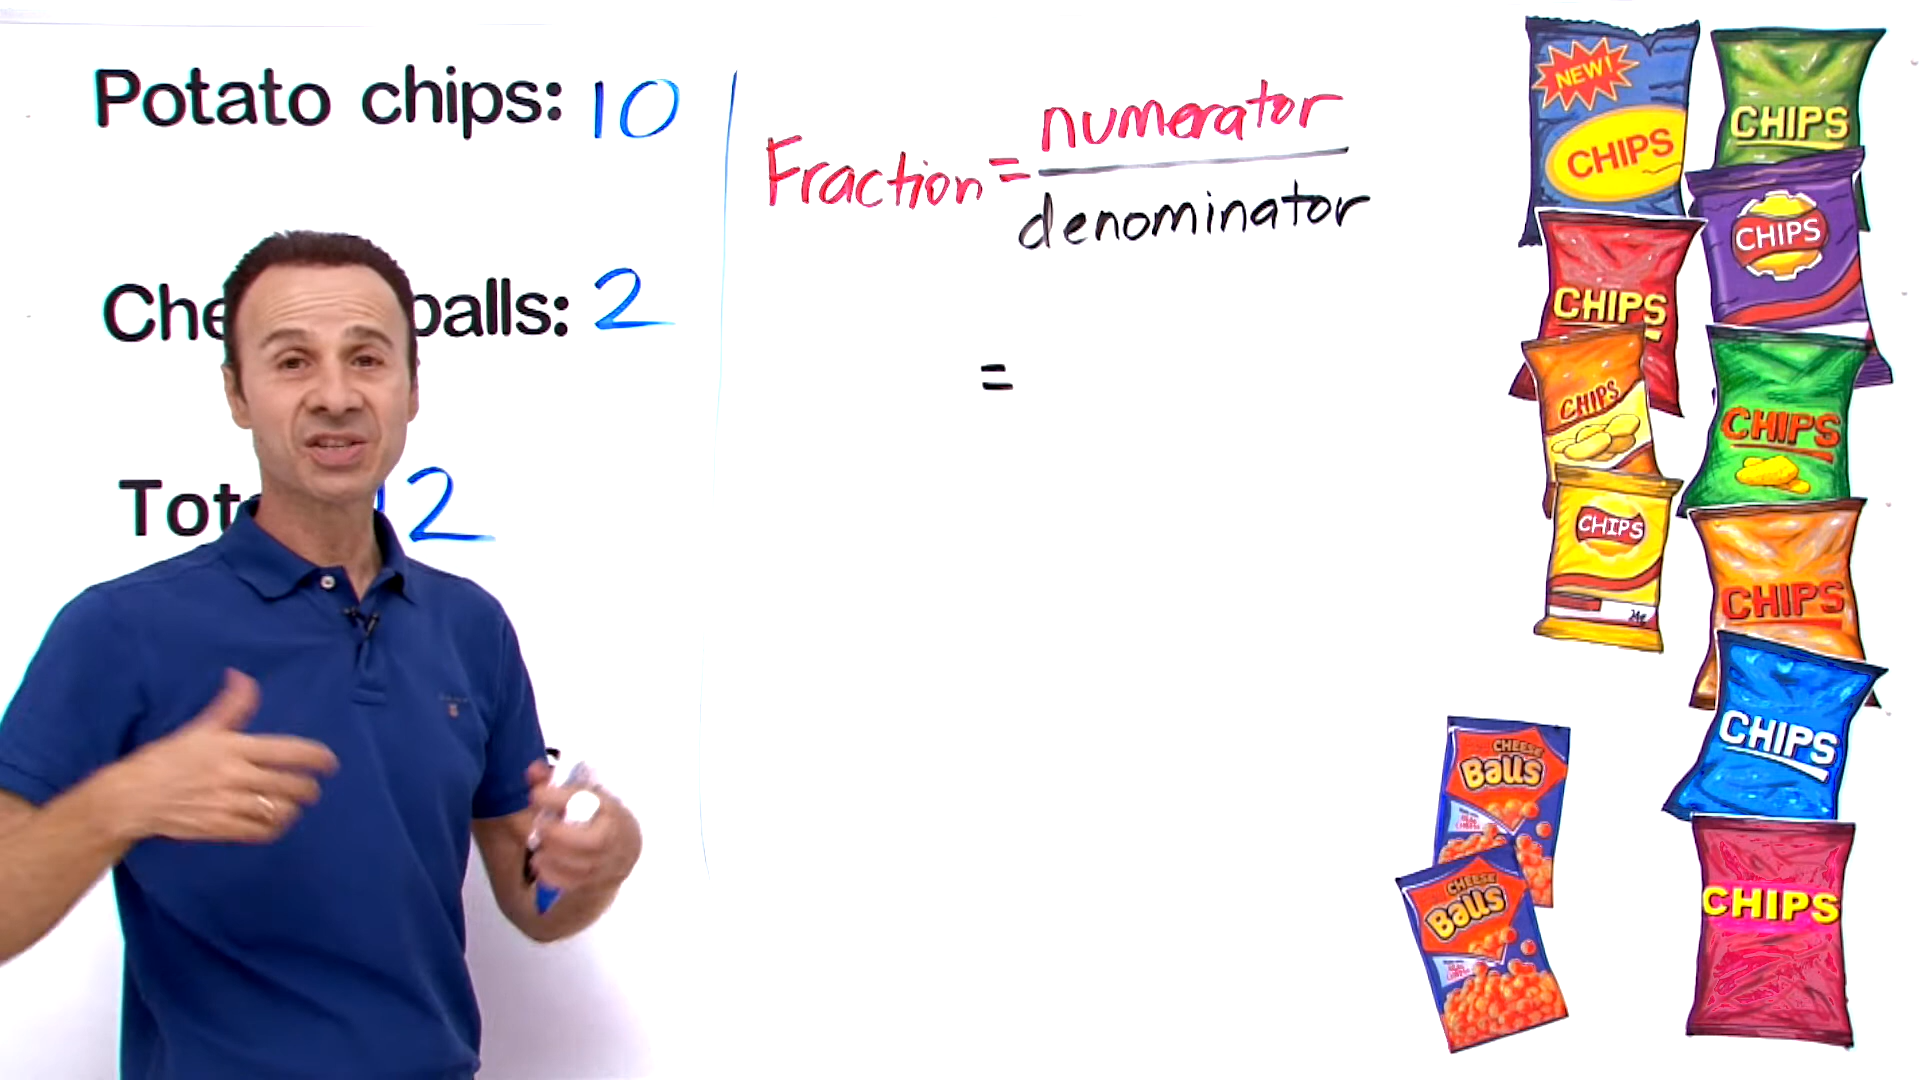 Potato chips: 10
Che balls: 2
Tot 12
Fraction = numerator
denominator
=
NEW!
CHIPS
CHIPS
CHIPS
CHIPS
CHIPS
CHIPS
CHIPS
CHIPS
CHIPS
CHIPS
CHEESE
Balls
CHEESE
Balls